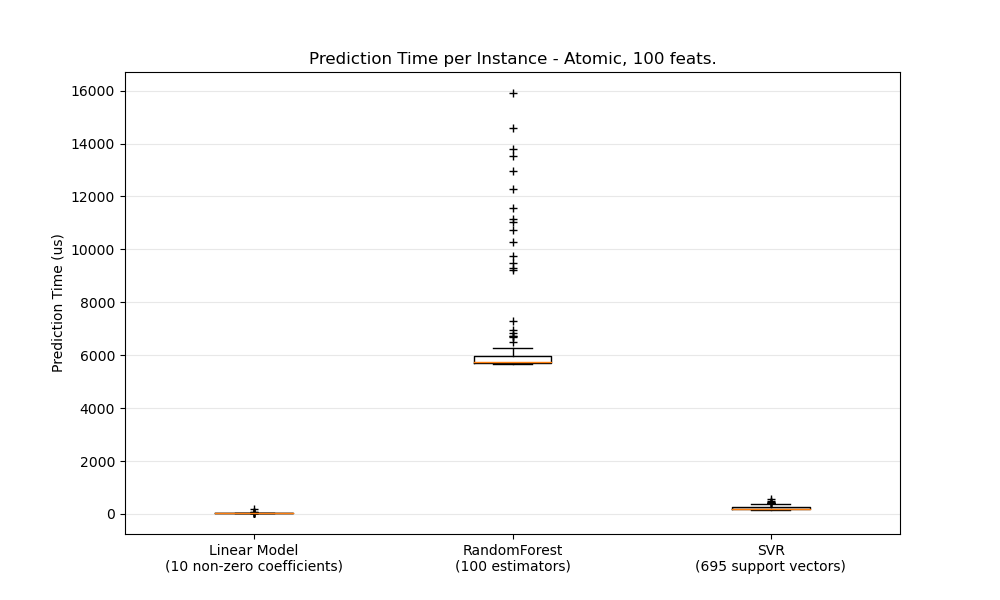 Prediction Time per Instance - Atomic, 100 feats.
Prediction Time (us)
16000
14000
12000
10000
8000
6000
4000
2000
0
Linear Model
(10 non-zero coefficients)
RandomForest
(100 estimators)
SVR
(695 support vectors)